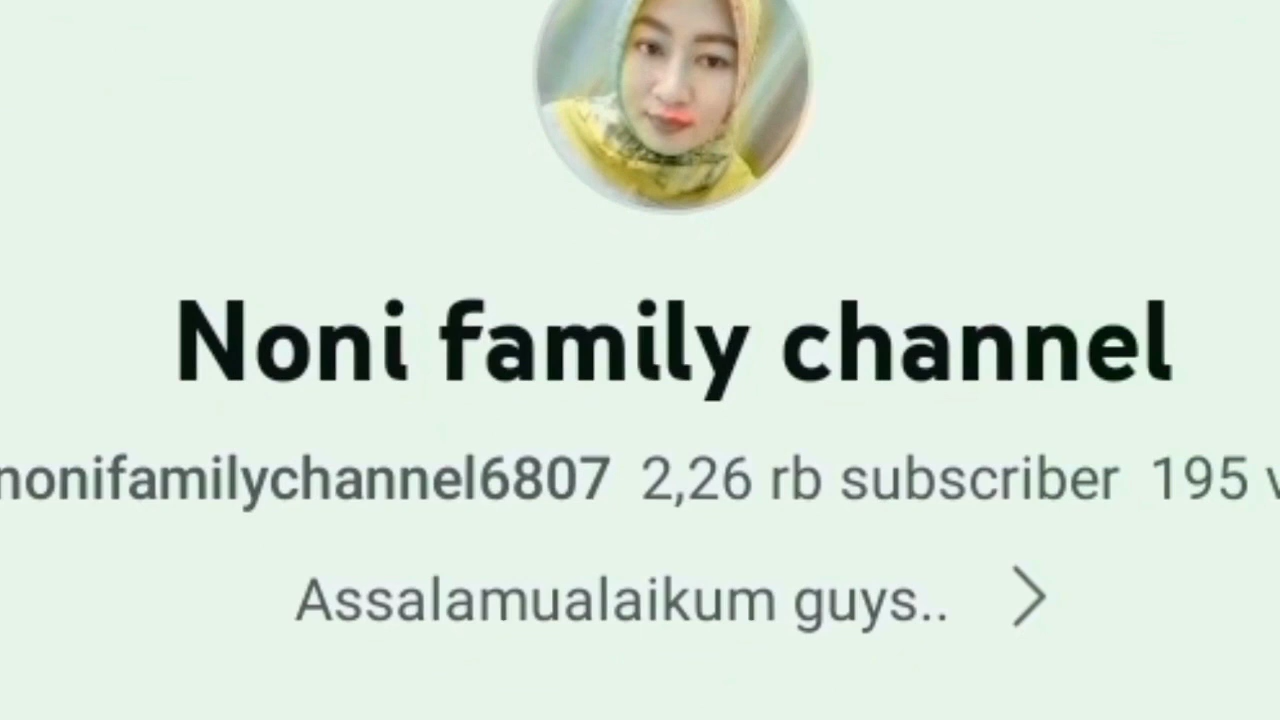 Noni family channel
nonifamilychannel6807 2,26 rb subscriber 195 v
Assalamualaikum guys..